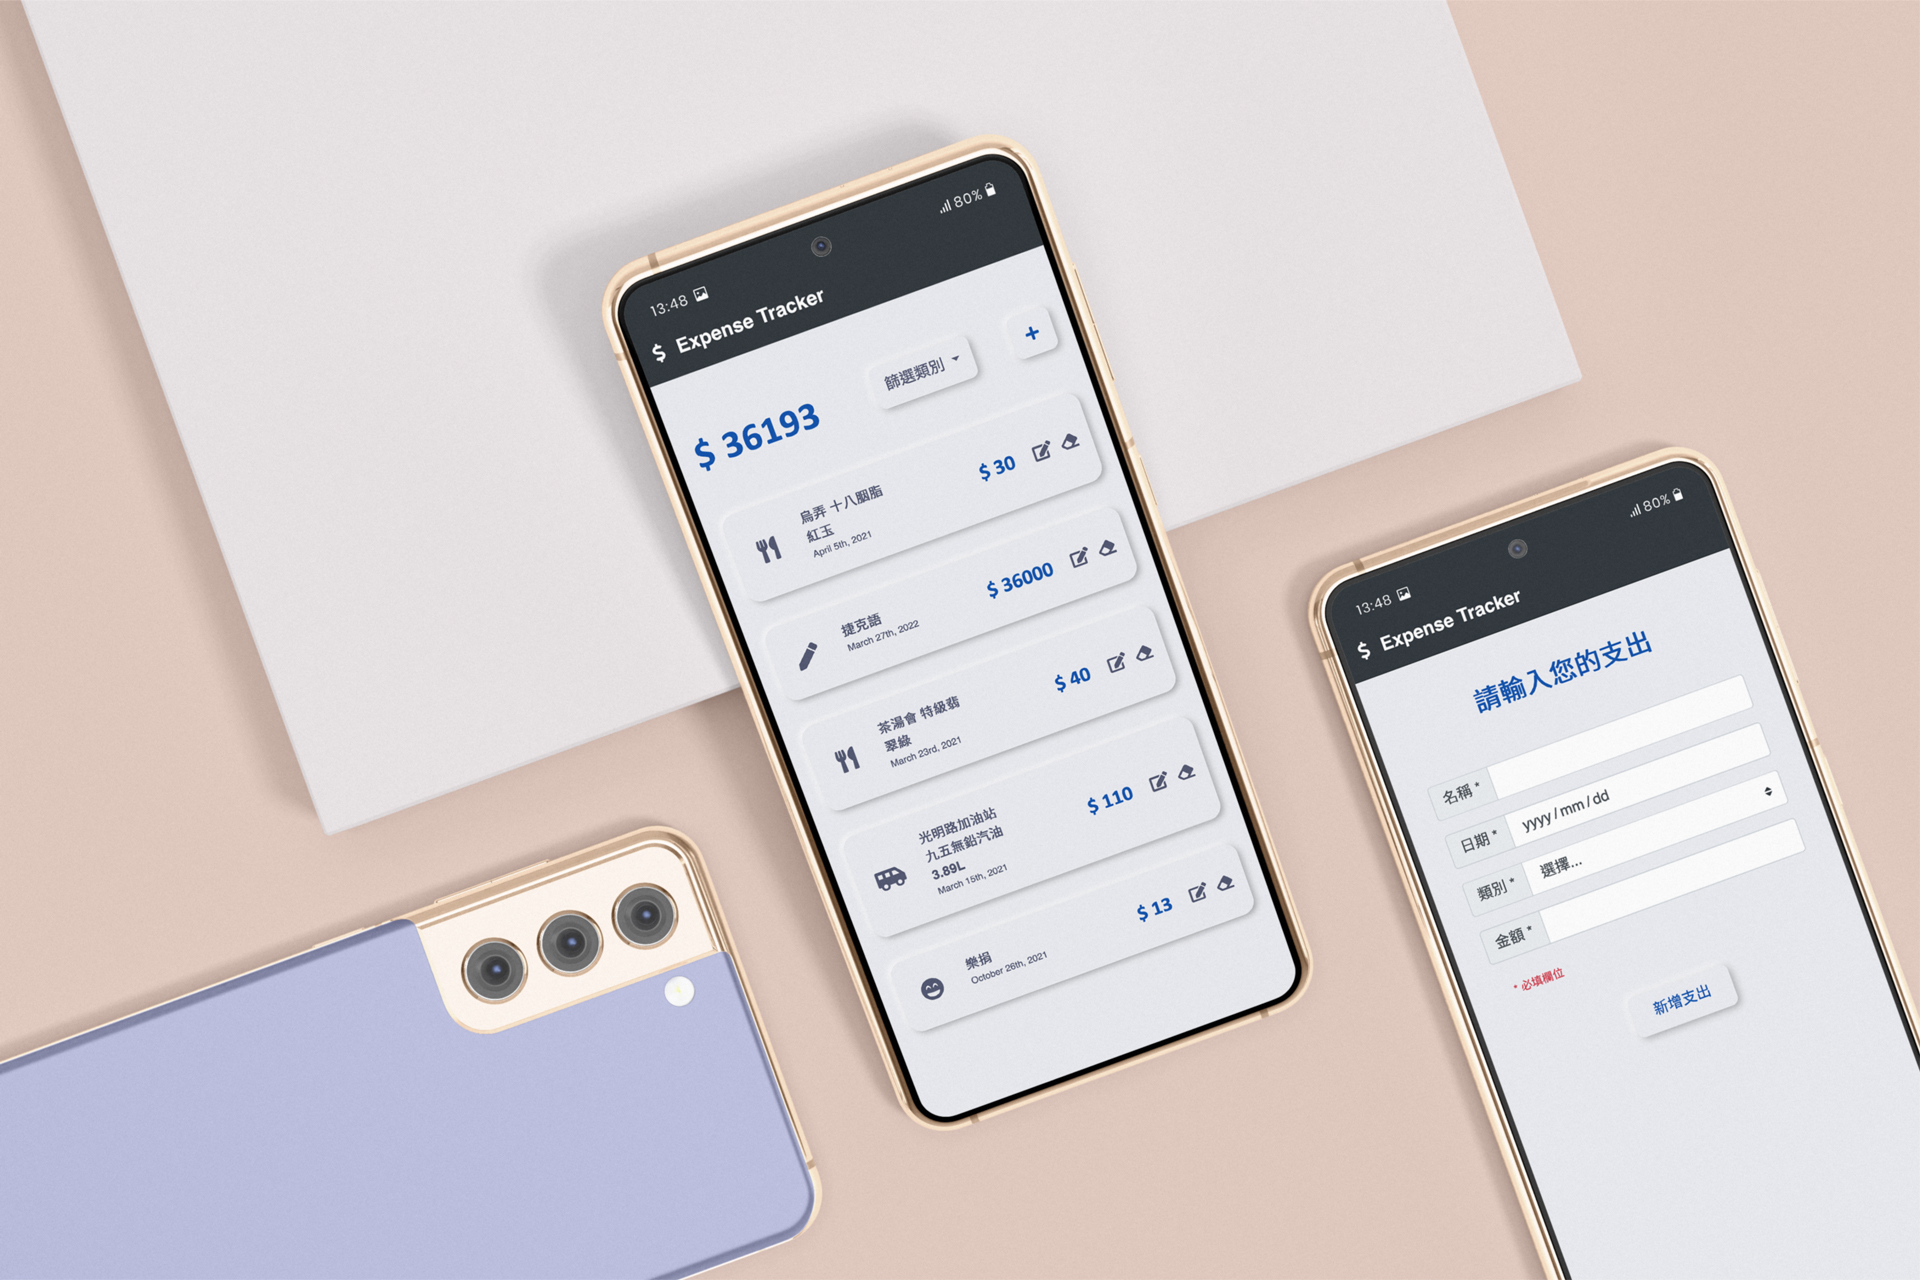 13:48
80%
$ Expense Tracker
篩選類別
+
$ 36193
烏弄 十八胭脂
紅玉
April 5th, 2021
$ 30
捷克語
March 27th, 2022
$ 36000
茶湯會 特級翡
翠綠
March 23rd, 2021
$ 40
光明路加油站
九五無鉛汽油
3.89L
March 15th, 2021
$ 110
樂捐
October 26th, 2021
$ 13
13:48
80%
$ Expense Tracker
請輸入您的支出
名稱 *
日期 *
yyyy / mm / dd
類別 *
選擇...
金額 *
* 必填欄位
新增支出